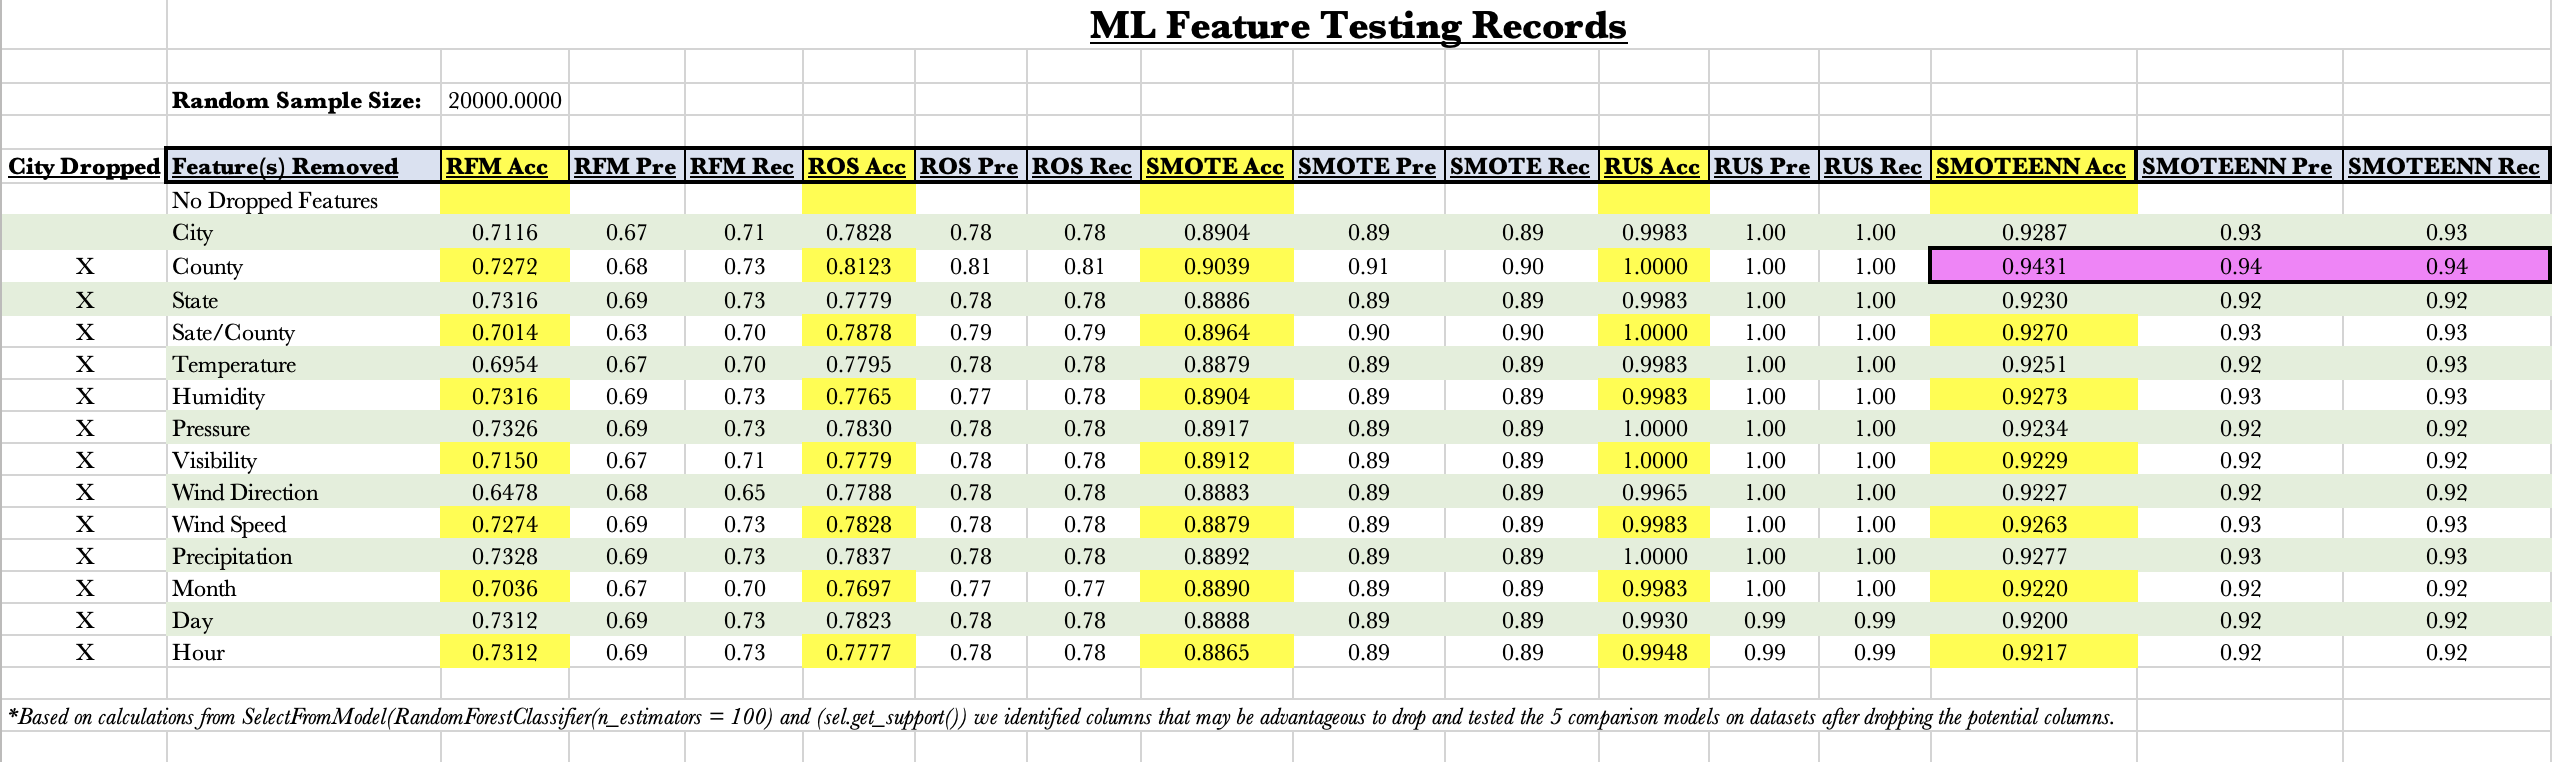 ML Feature Testing Records
Random Sample Size: 20000.0000
City Dropped Feature(s) Removed RFM Acc RFM Pre RFM Rec ROS Acc ROS Pre ROS Rec SMOTE Acc SMOTE Pre SMOTE Rec RUS Acc RUS Pre RUS Rec SMOTEENN Acc SMOTEENN Pre SMOTEENN Rec
No Dropped Features
City 0.7116 0.67 0.71 0.7828 0.78 0.78 0.8904 0.89 0.89 0.9983 1.00 1.00 0.9287 0.93 0.93
X County 0.7272 0.68 0.73 0.8123 0.81 0.81 0.9039 0.91 0.90 1.0000 1.00 1.00 0.9431 0.94 0.94
X State 0.7316 0.69 0.73 0.7779 0.78 0.78 0.8886 0.89 0.89 0.9983 1.00 1.00 0.9230 0.92 0.92
X Sate/County 0.7014 0.63 0.70 0.7878 0.79 0.79 0.8964 0.90 0.90 1.0000 1.00 1.00 0.9270 0.93 0.93
X Temperature 0.6954 0.67 0.70 0.7795 0.78 0.78 0.8879 0.89 0.89 0.9983 1.00 1.00 0.9251 0.92 0.93
X Humidity 0.7316 0.69 0.73 0.7765 0.77 0.78 0.8904 0.89 0.89 0.9983 1.00 1.00 0.9273 0.93 0.93
X Pressure 0.7326 0.69 0.73 0.7830 0.78 0.78 0.8917 0.89 0.89 1.0000 1.00 1.00 0.9234 0.92 0.92
X Visibility 0.7150 0.67 0.71 0.7779 0.78 0.78 0.8912 0.89 0.89 1.0000 1.00 1.00 0.9229 0.92 0.92
X Wind Direction 0.6478 0.68 0.65 0.7788 0.78 0.78 0.8883 0.89 0.89 0.9965 1.00 1.00 0.9227 0.92 0.92
X Wind Speed 0.7274 0.69 0.73 0.7828 0.78 0.78 0.8879 0.89 0.89 0.9983 1.00 1.00 0.9263 0.93 0.93
X Precipitation 0.7328 0.69 0.73 0.7837 0.78 0.78 0.8892 0.89 0.89 1.0000 1.00 1.00 0.9277 0.93 0.93
X Month 0.7036 0.67 0.70 0.7697 0.77 0.77 0.8890 0.89 0.89 0.9983 1.00 1.00 0.9220 0.92 0.92
X Day 0.7312 0.69 0.73 0.7823 0.78 0.78 0.8888 0.89 0.89 0.9930 0.99 0.99 0.9200 0.92 0.92
X Hour 0.7312 0.69 0.73 0.7777 0.78 0.78 0.8865 0.89 0.89 0.9948 0.99 0.99 0.9217 0.92 0.92
*Based on calculations from SelectFromModel(RandomForestClassifier(n_estimators = 100) and (sel.get_support()) we identified columns that may be advantageous to drop and tested the 5 comparison models on datasets after dropping the potential columns.